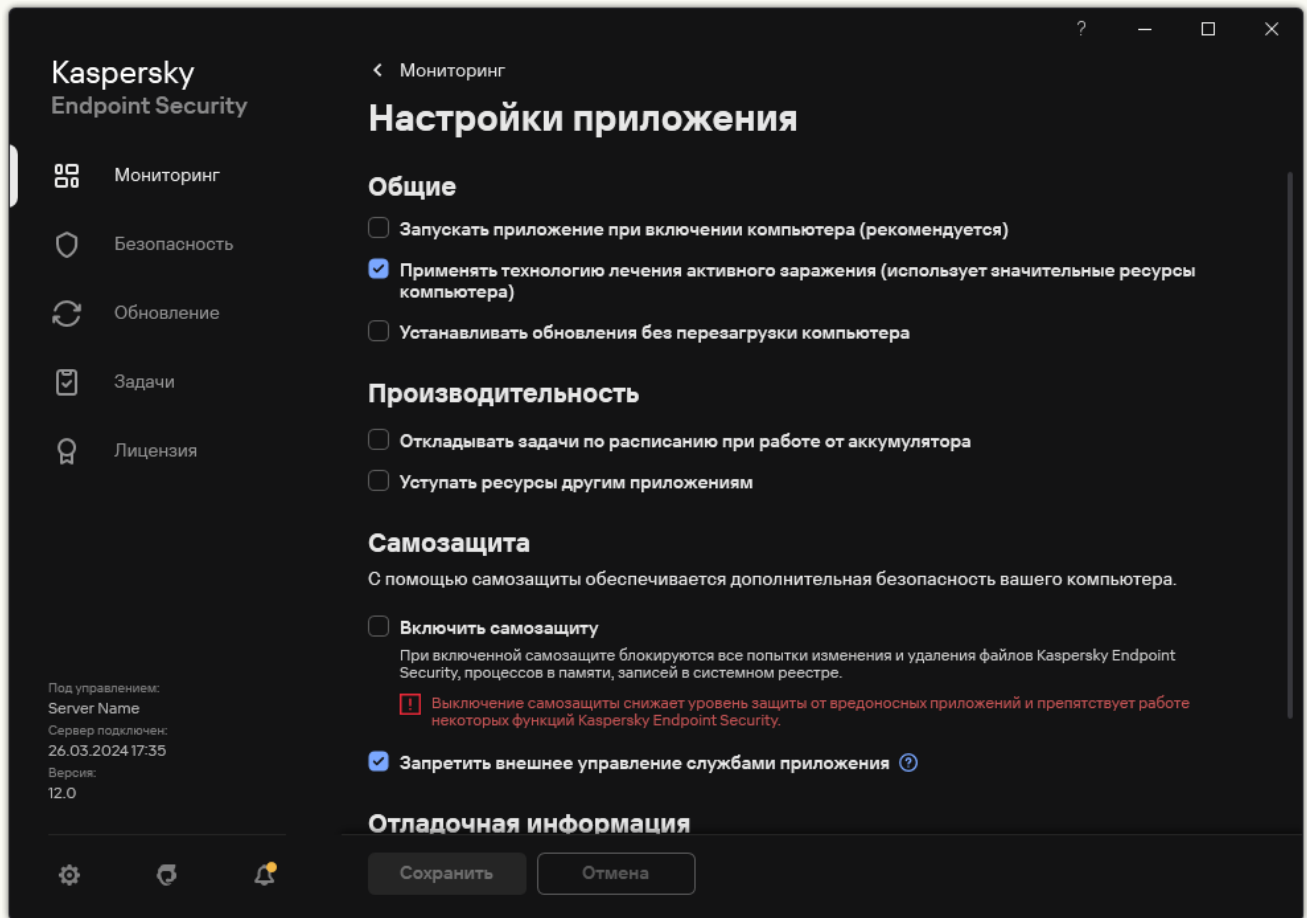 Kaspersky
Endpoint Security
Мониторинг
Безопасность
Обновление
Задачи
Лицензия
Под управлением:
Server Name
Сервер подключен:
26.03.2024 17:35
Версия:
12.0
Мониторинг
Настройки приложения
Общие
Запускать приложение при включении компьютера (рекомендуется)
Применять технологию лечения активного заражения (использует значительные ресурсы
компьютера)
Устанавливать обновления без перезагрузки компьютера
Производительность
Откладывать задачи по расписанию при работе от аккумулятора
Уступать ресурсы другим приложениям
Самозащита
С помощью самозащиты обеспечивается дополнительная безопасность вашего компьютера.
Включить самозащиту
При включенной самозащите блокируются все попытки изменения и удаления файлов Kaspersky Endpoint
Security, процессов в памяти, записей в системном реестре.
Выключение самозащиты снижает уровень защиты от вредоносных приложений и препятствует работе
некоторых функций Kaspersky Endpoint Security.
Запретить внешнее управление службами приложения
Отладочная информация
Сохранить
Отмена